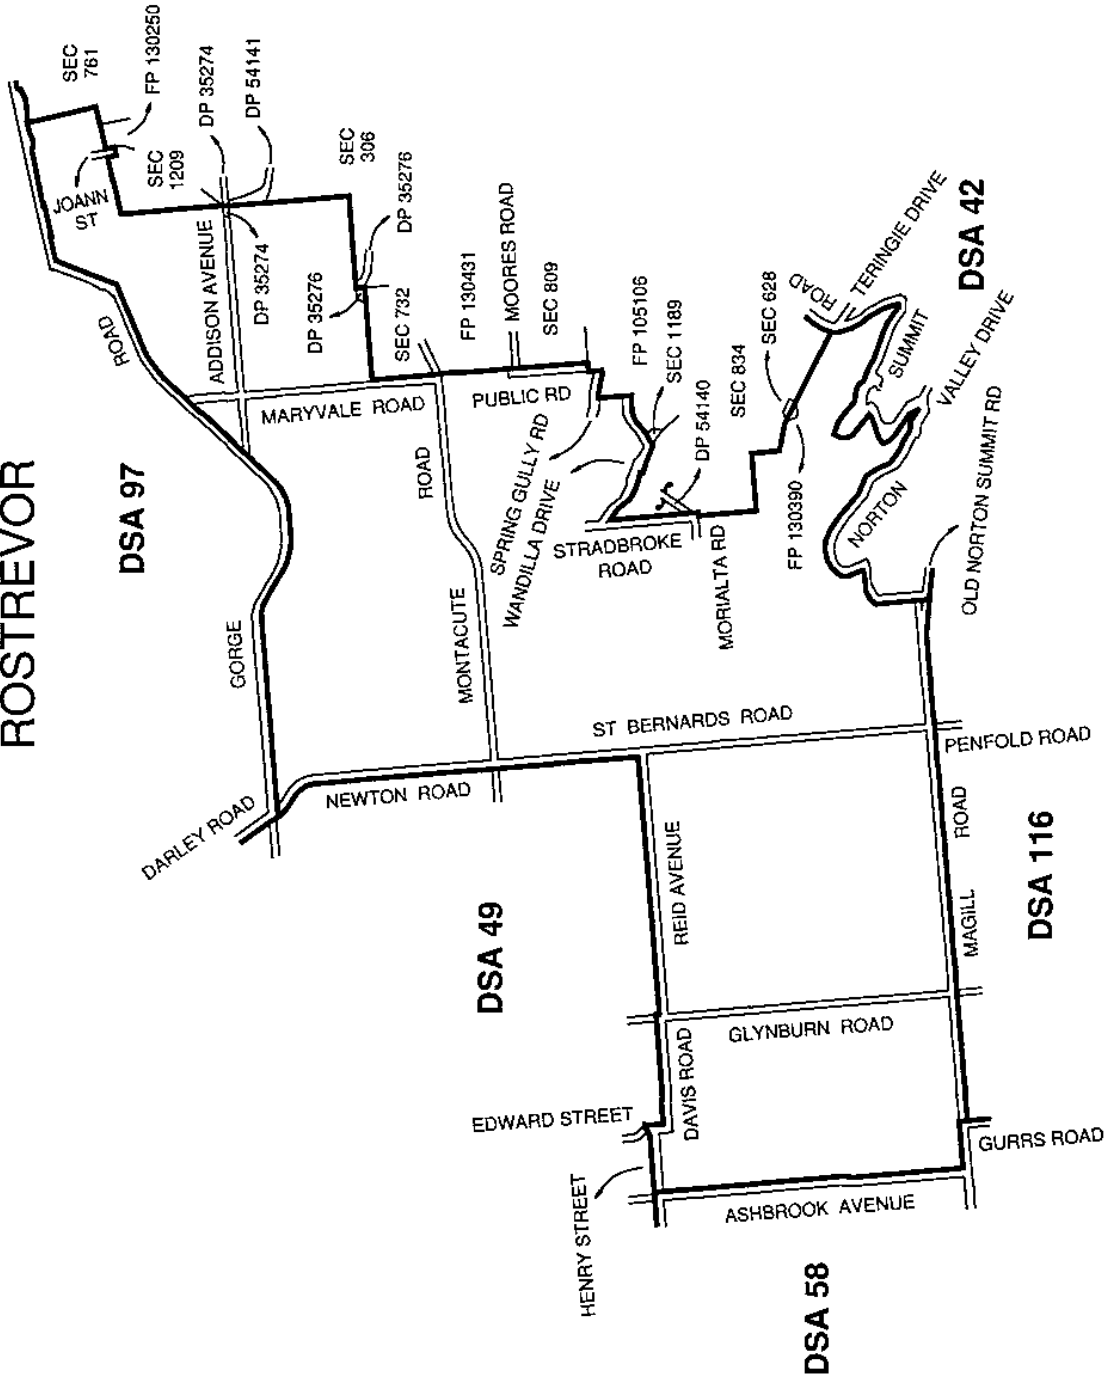 ROSTREVOR
DSA 97
SEC
761
FP 130250
JOANN
ST
SEC
1209
DP 35274
DP 54141
ROAD
ADDISON AVENUE
DP 35274
SEC
306
DP 35276
DP 35276
SEC 732
FP 130431
MOORES ROAD
SEC 809
MARYVALE ROAD
PUBLIC RD
FP 105106
SEC 1189
SEC 628
ROAD
TERINGIE DRIVE
DSA 42
SEC 834
DP 54140
SUMMIT
VALLEY DRIVE
ROAD
SPRING GULLY RD
WANDILLA DRIVE
STRADBROKE
ROAD
MORIALTA RD
FP 130390
NORTON
OLD NORTON SUMMIT RD
GORGE
MONTACUTE
ST BERNARDS ROAD
PENFOLD ROAD
DARLEY ROAD
NEWTON ROAD
REID AVENUE
ROAD
DSA 49
MAGILL
DSA 116
GLYNBURN ROAD
EDWARD STREET
DAVIS ROAD
GURRS ROAD
HENRY STREET
ASHBROOK AVENUE
DSA 58